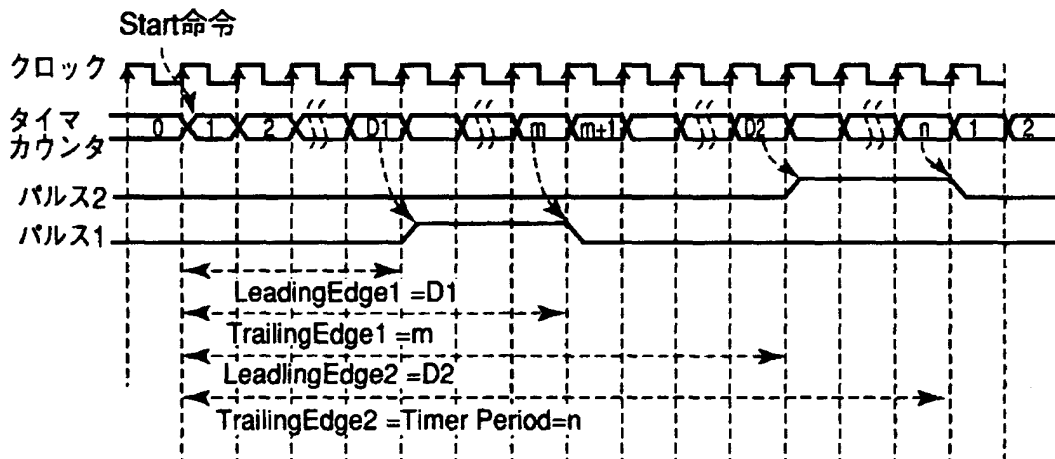 Start命令
クロック
タイマ
カウンタ
0 1 2 D1 m m+1 D2 n 1 2
パルス2
パルス1
LeadingEdge1 =D1
TrailingEdge1 =m
LeadlingEdge2 =D2
TrailingEdge2 =Timer Period=n